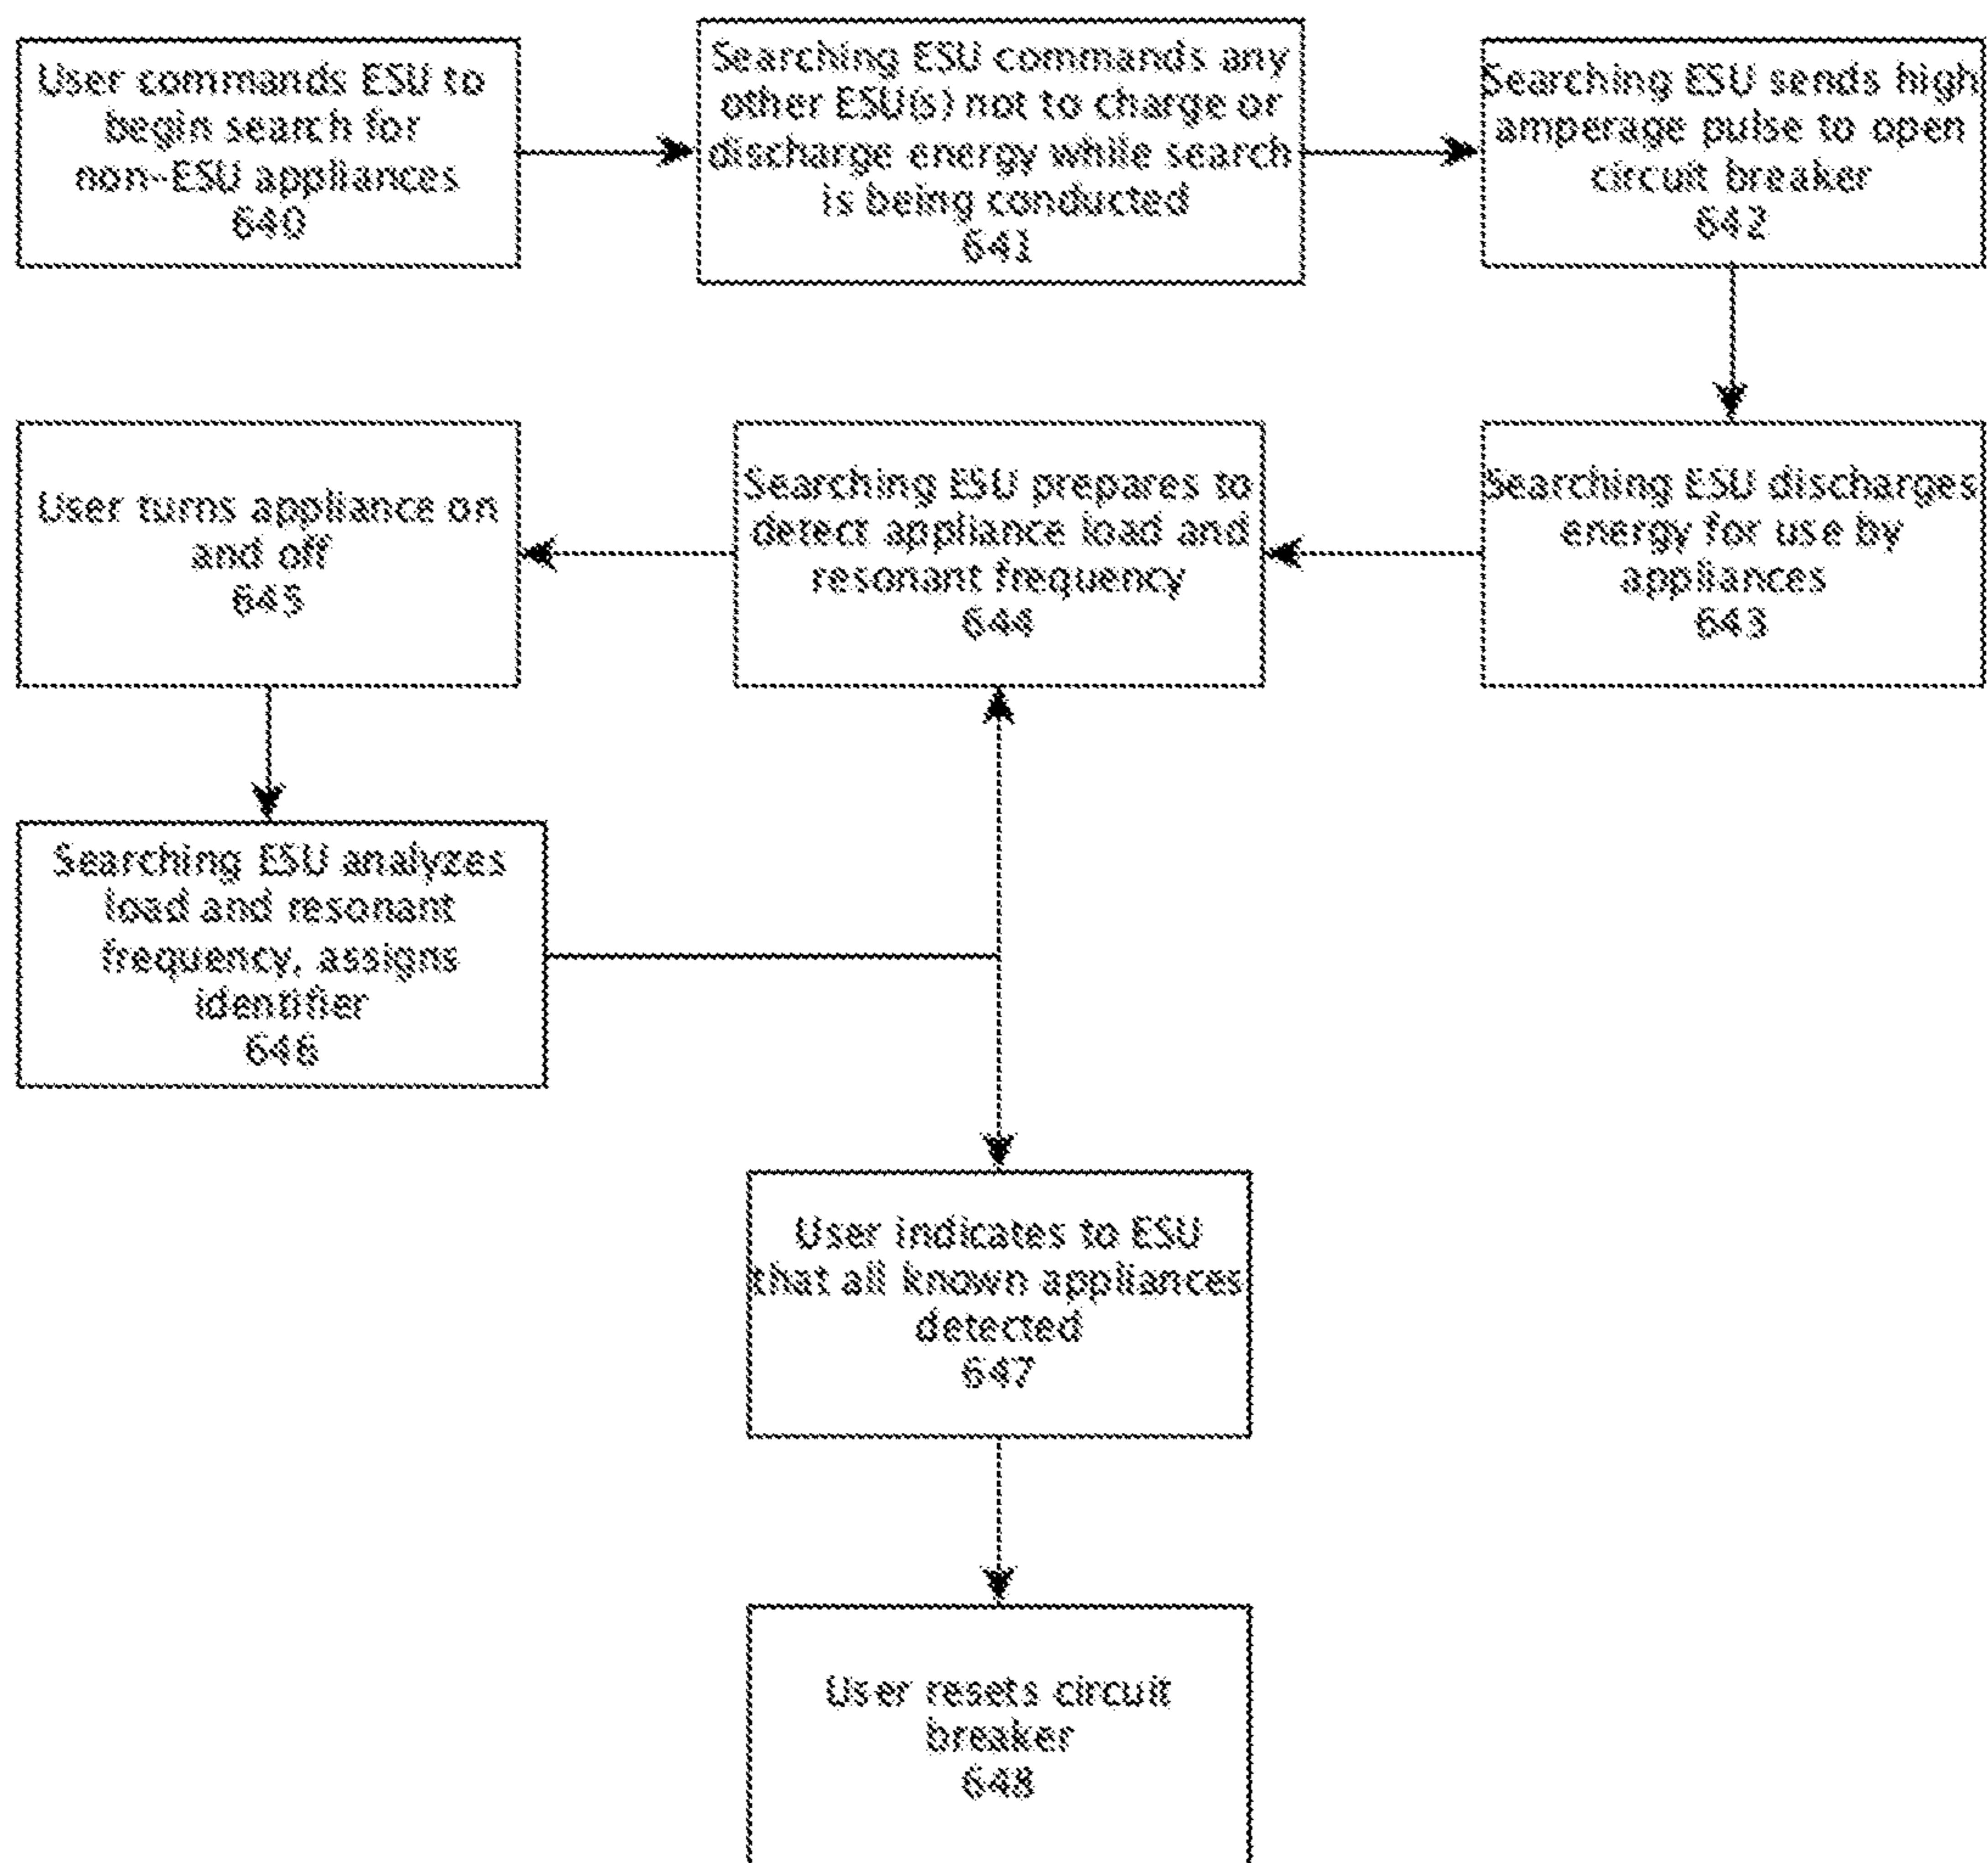 User commands ESU to
begin search for
non-ESU appliances
640
Searching ESU commands any
other ESU(s) not to charge or
discharge energy while search
is being conducted
641
Searching ESU sends high
amperage pulse to open
circuit breaker
642
Searching ESU discharges
energy for use by
appliances
643
Searching ESU prepares to
detect appliance load and
resonant frequency
644
User turns appliance on
and off
645
Searching ESU analyzes
load and resonant
frequency, assigns
identifier
646
User indicates to ESU
that all known appliances
detected
647
User resets circuit
breaker
648